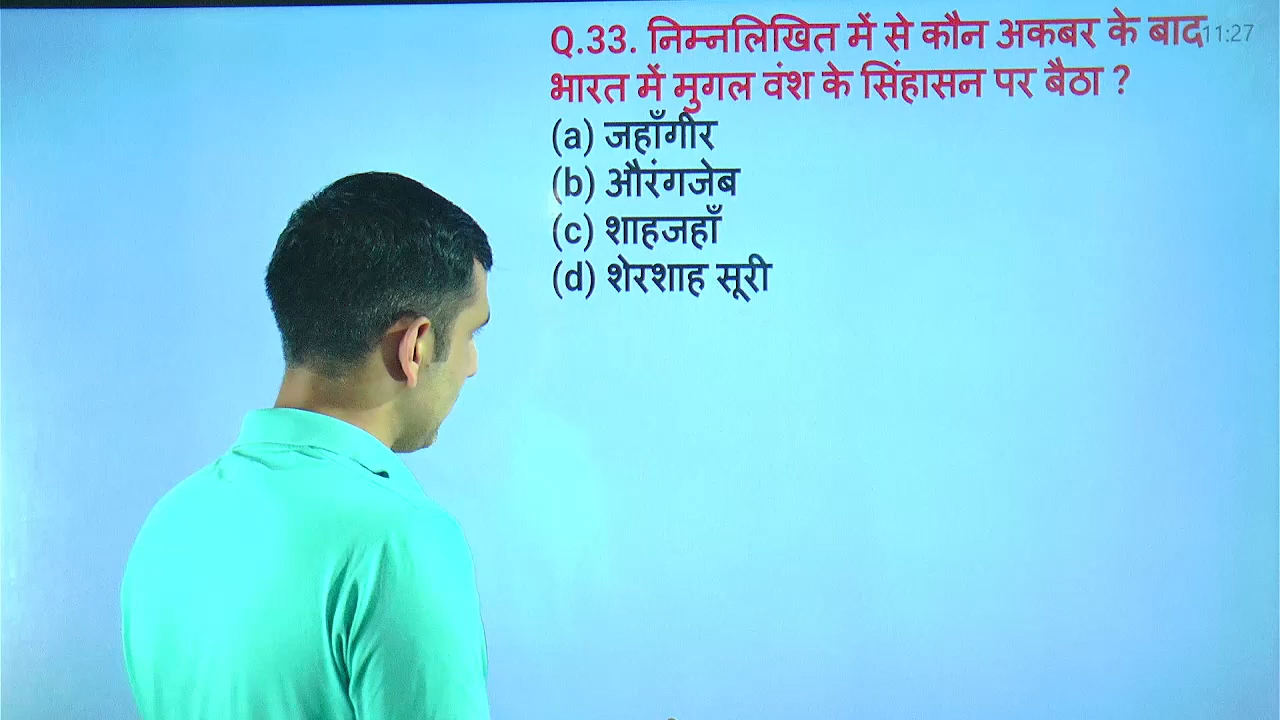 Q.33. निम्नलिखित में से कौन अकबर के बाद 11:27
भारत में मुगल वंश के सिंहासन पर बैठा ?
(a) जहाँगीर
(b) औरंगजेब
(c) शाहजहाँ
(d) शेरशाह सूरी